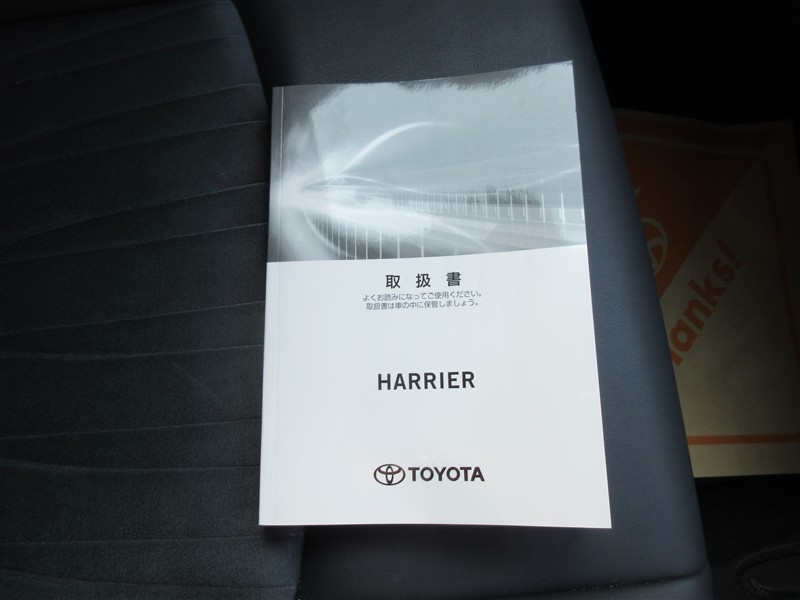 取扱書
よくお読みになってご使用ください。
取扱書は車の中に保管しましょう。
HARRIER
TOYOTA
hanks!